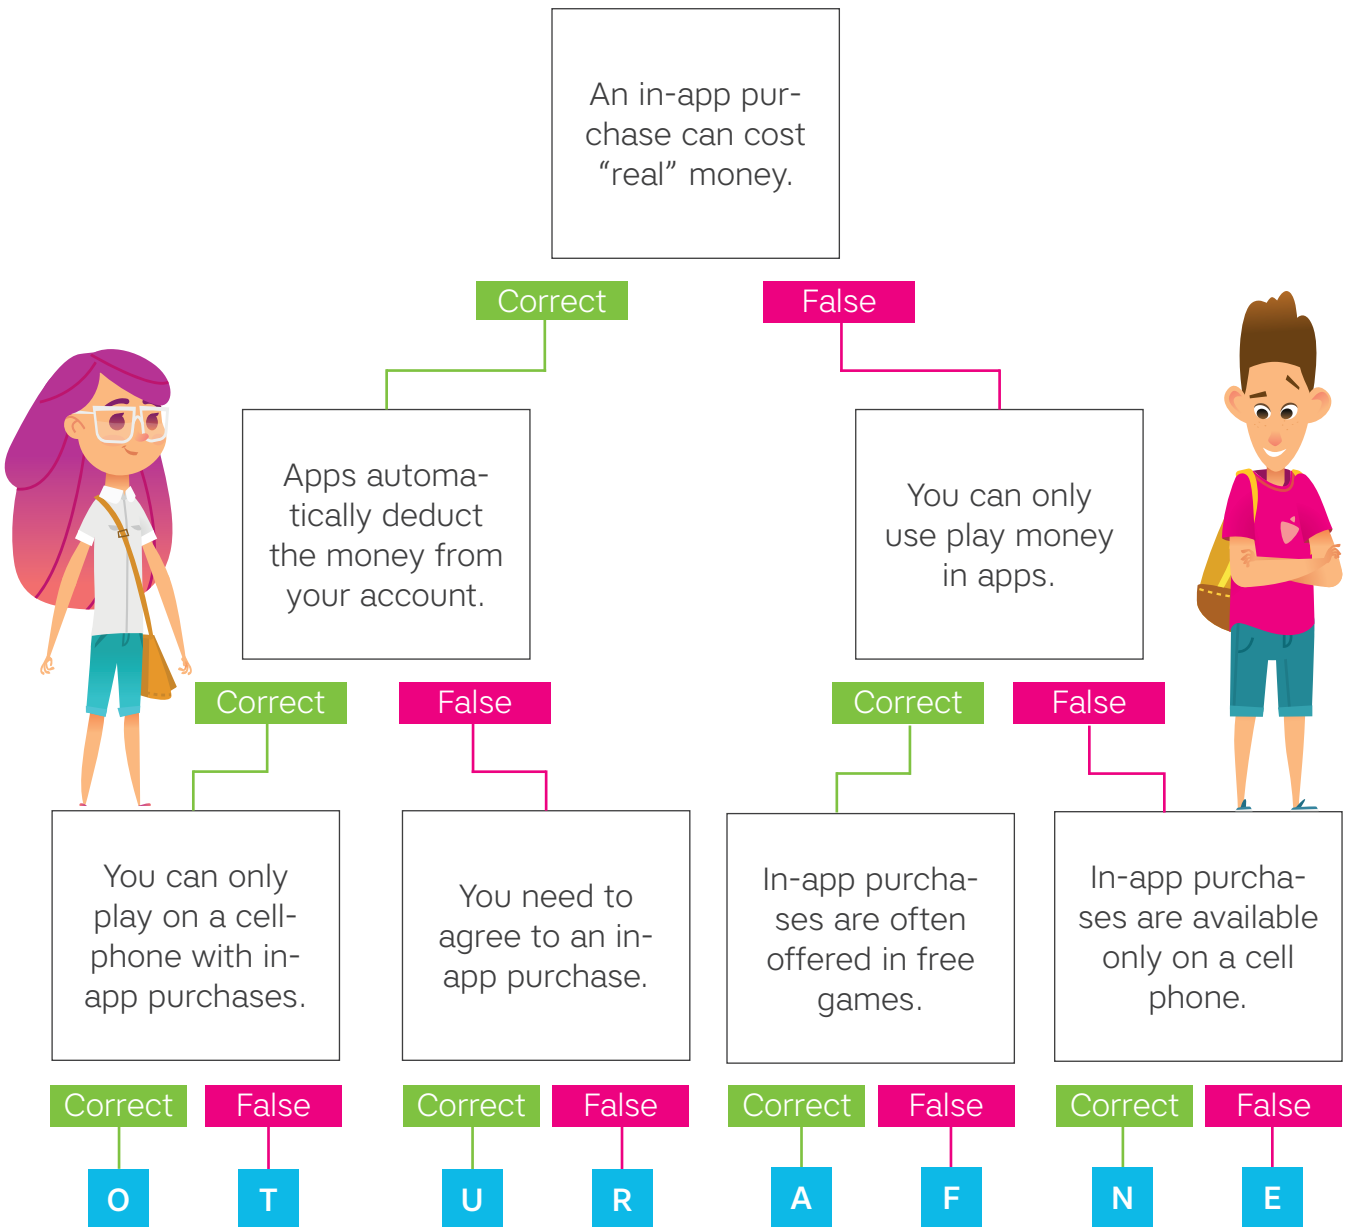 An in-app pur-
chase can cost
“real” money.
Correct
False
Apps automa-
tically deduct
the money from
your account.
You can only
use play money
in apps.
Correct
False
Correct
False
You can only
play on a cell-
phone with in-
app purchases.
You need to
agree to an in-
app purchase.
In-app purcha-
ses are often
offered in free
games.
In-app purcha-
ses are available
only on a cell
phone.
Correct
False
Correct
False
Correct
False
Correct
False
O
T
U
R
A
F
N
E